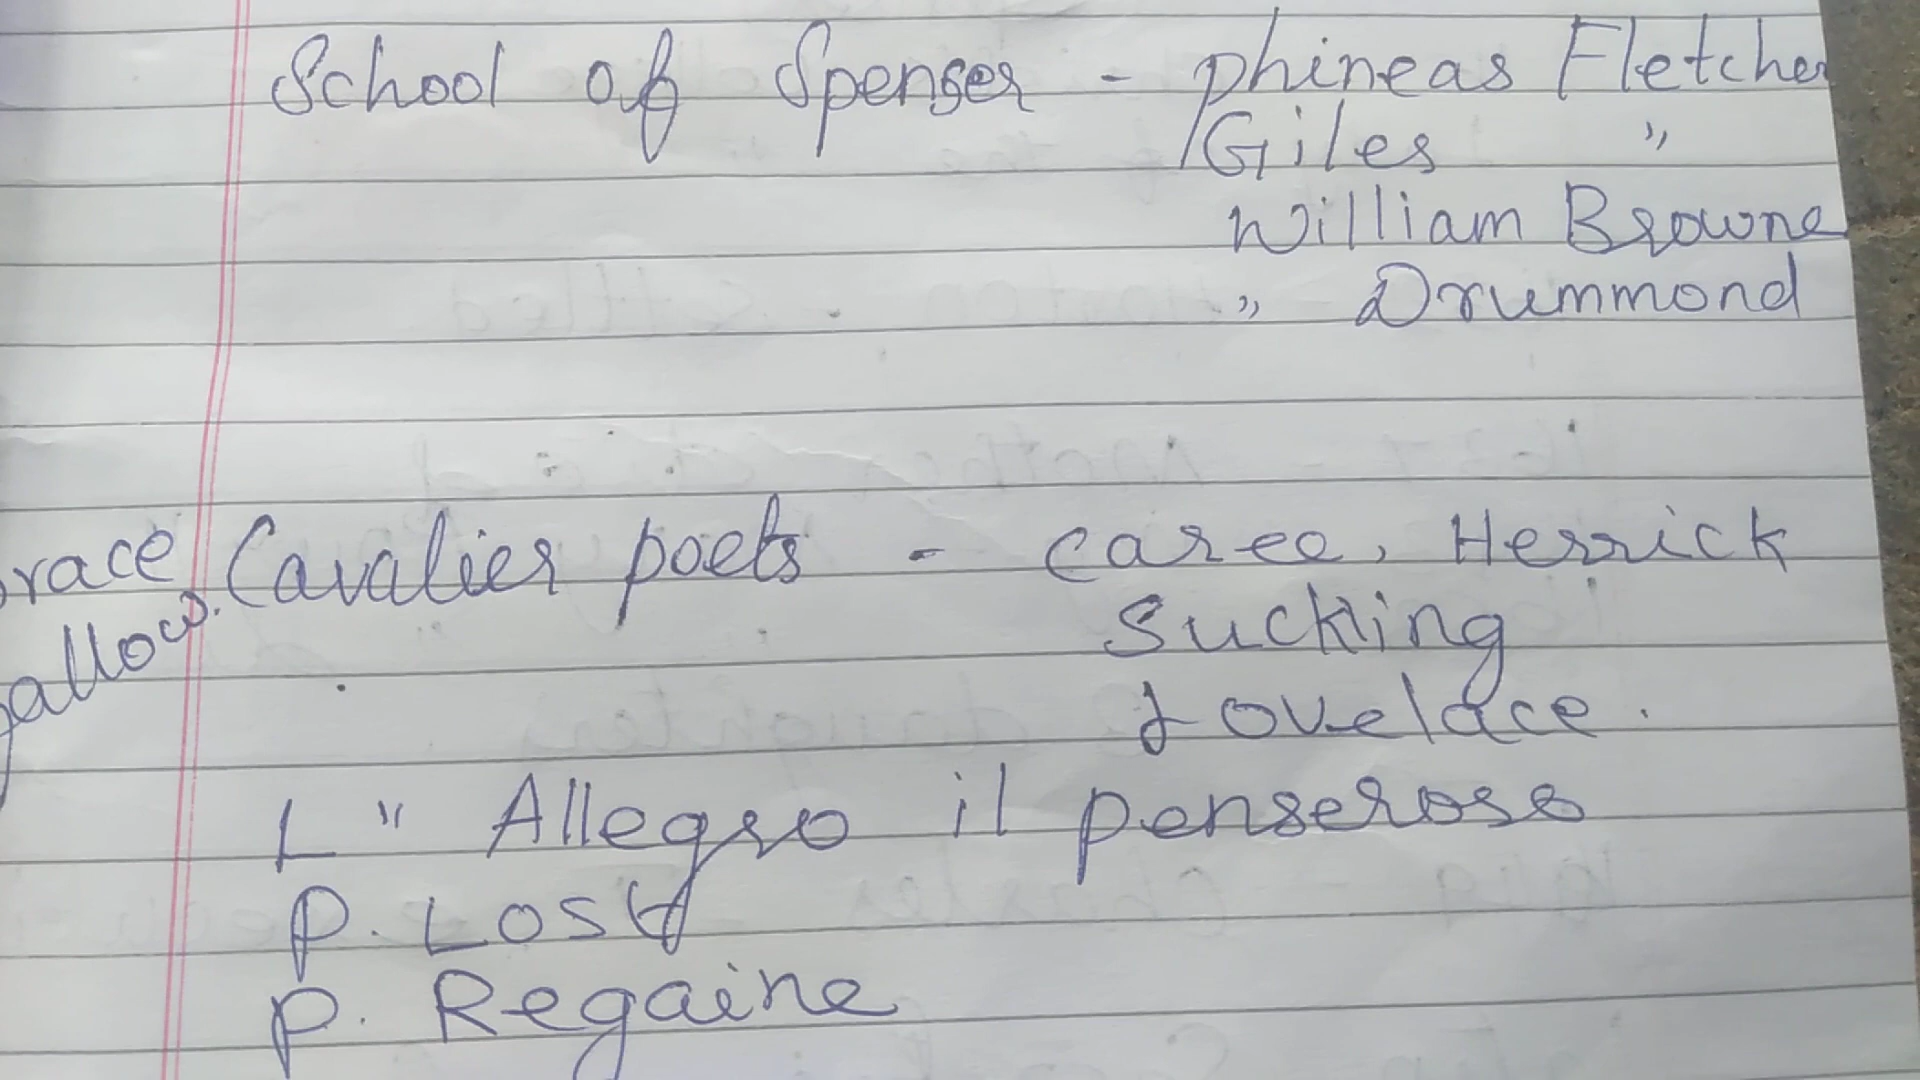 School of Spenser - phineas Fletcher
Giles "
William Browne
" Drummond
race Cavalier poets - caree, Herrick
allow.
Suckling
Lovelace.
L " Allegro il penseroso
P. Lost
P. Regaine